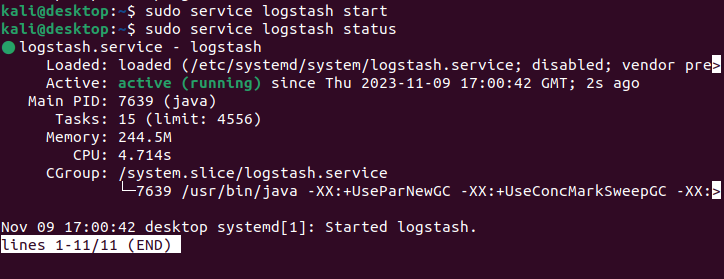 kali@desktop:~$ sudo service logstash start
kali@desktop:~$ sudo service logstash status
● logstash.service - logstash
     Loaded: loaded (/etc/systemd/system/logstash.service; disabled; vendor pre>
     Active: active (running) since Thu 2023-11-09 17:00:42 GMT; 2s ago
   Main PID: 7639 (java)
      Tasks: 15 (limit: 4556)
     Memory: 244.5M
        CPU: 4.714s
     CGroup: /system.slice/logstash.service
             └─7639 /usr/bin/java -XX:+UseParNewGC -XX:+UseConcMarkSweepGC -XX:>

Nov 09 17:00:42 desktop systemd[1]: Started logstash.
lines 1-11/11 (END)